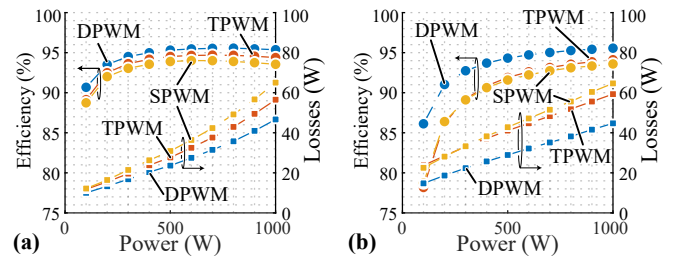 100 100
95 80
90 60
85 40
80 20
75 0
0 500 1000
Efficiency (%)
Losses (W)
DPWM
TPWM
SPWM
TPWM
DPWM
(a) Power (W)
100 100
95 80
90 60
85 40
80 20
75 0
0 500 1000
Efficiency (%)
Losses (W)
TPWM
DPWM
SPWM
TPWM
DPWM
(b) Power (W)